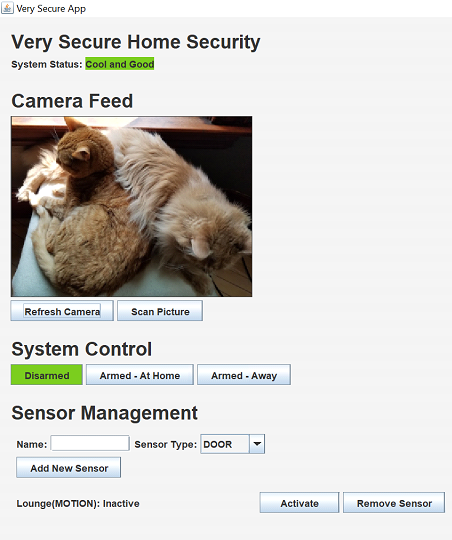 Very Secure App
Very Secure Home Security
System Status: Cool and Good
Camera Feed
Refresh Camera Scan Picture
System Control
Disarmed Armed - At Home Armed - Away
Sensor Management
Name: Sensor Type: DOOR
Add New Sensor
Lounge(MOTION): Inactive Activate Remove Sensor